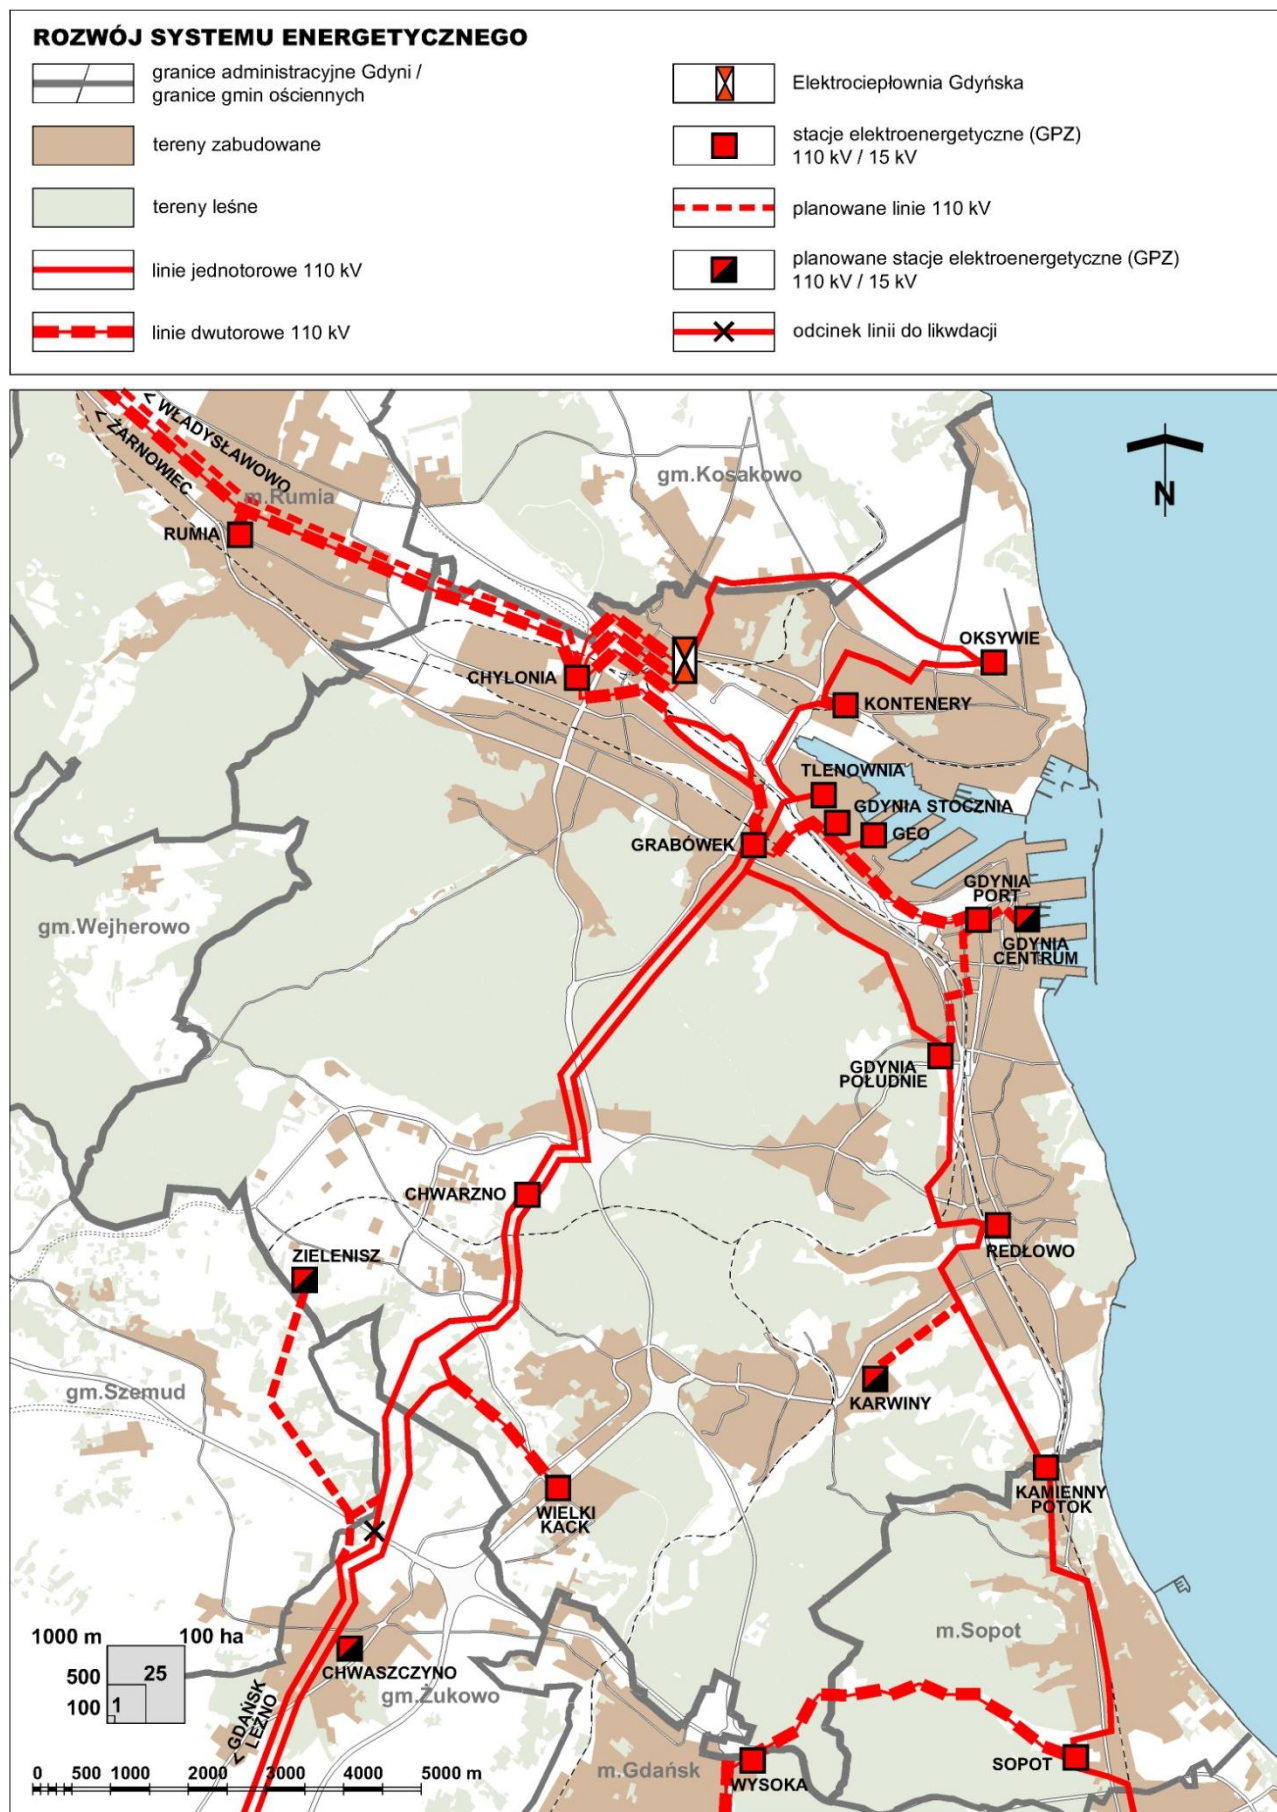 ROZWÓJ SYSTEMU ENERGETYCZNEGO
granice administracyjne Gdyni /
granice gmin ościennych
tereny zabudowane
tereny leśne
linie jednotorowe 110 kV
linie dwutorowe 110 kV
Elektrociepłownia Gdyńska
stacje elektroenergetyczne (GPZ)
110 kV / 15 kV
planowane linie 110 kV
planowane stacje elektroenergetyczne (GPZ)
110 kV / 15 kV
odcinek linii do likwdacji
< WŁADYSŁAWOWO
< ŻARNOWIEC
m.Rumia
gm.Kosakowo
N
RUMIA
OKSYWIE
CHYLONIA
KONTENERY
TLENOWNIA
GDYNIA STOCZNIA
GEO
GRABÓWEK
GDYNIA
PORT
gm.Wejherowo
GDYNIA
CENTRUM
GDYNIA
POŁUDNIE
CHWARZNO
REDŁOWO
ZIELENISZ
gm.Szemud
KARWINY
KAMIENNY
POTOK
WIELKI
KACK
m.Sopot
1000 m
100 ha
500
25
100
1
CHWASZCZYNO
gm.Żukowo
< GDAŃSK
LEŹNO
m.Gdańsk
WYSOKA
SOPOT
0
500
1000
2000
3000
4000
5000 m